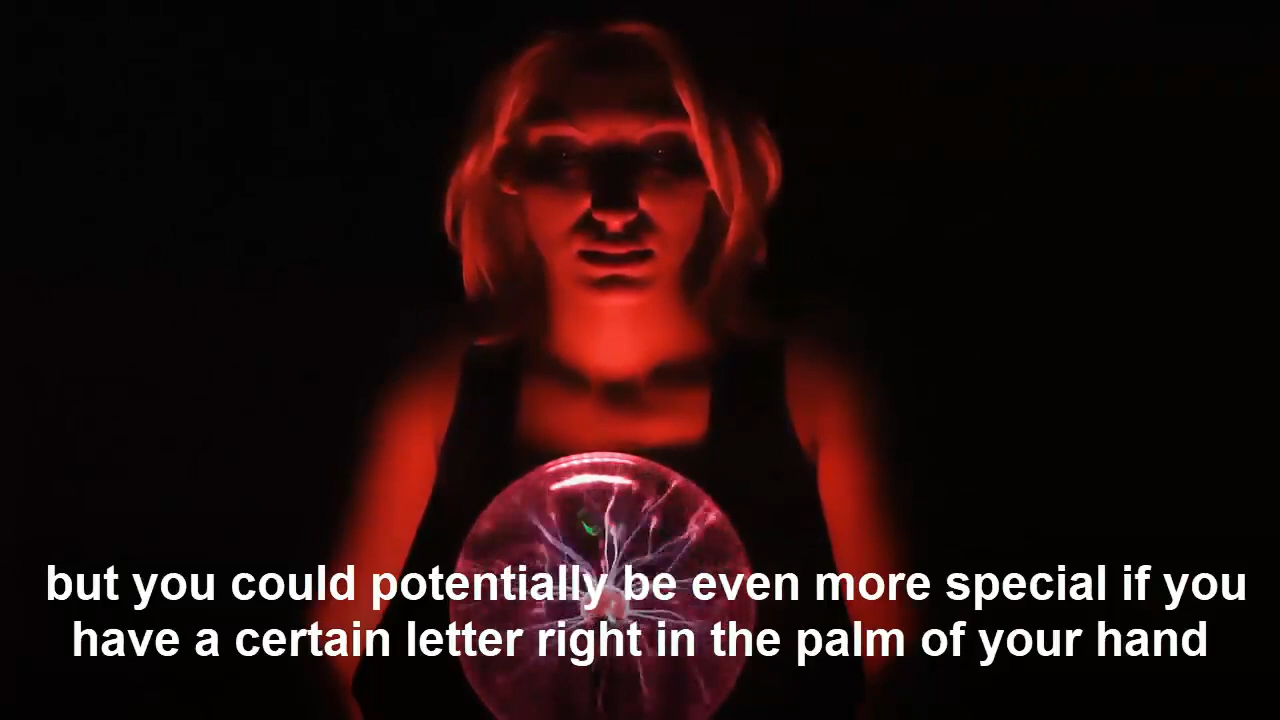 but you could potentially be even more special if you
have a certain letter right in the palm of your hand